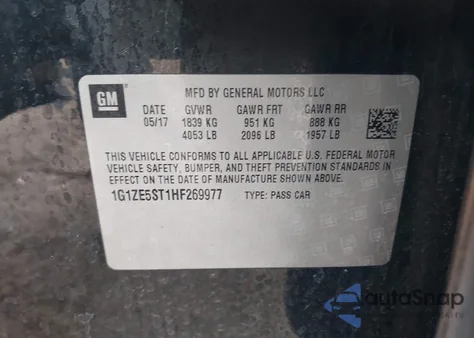 GM
MFD BY GENERAL MOTORS LLC
DATE GVWR GAWR FRT GAWR RR
05/17 1839 KG 951 KG 888 KG
4053 LB 2096 LB 1957 LB
THIS VEHICLE CONFORMS TO ALL APPLICABLE U.S. FEDERAL MOTOR
VEHICLE SAFETY, BUMPER, AND THEFT PREVENTION STANDARDS
IN EFFECT ON THE DATE OF MANUFACTURE SHOWN ABOVE.
1G1ZE5ST1HF269977 TYPE: PASS CAR
autoSnap